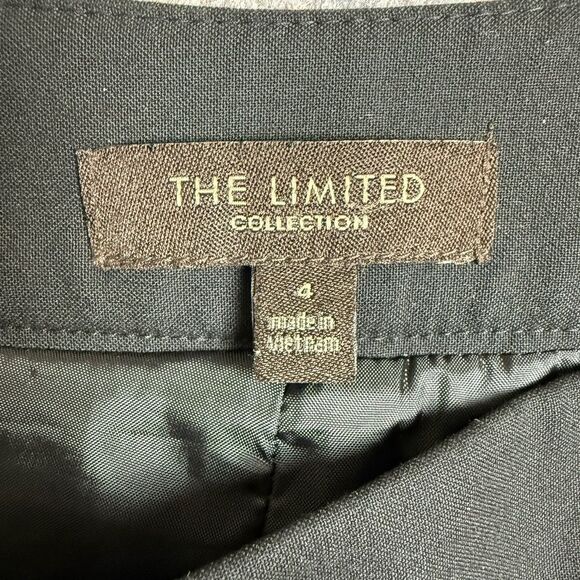 THE LIMITED
COLLECTION
4
made in
Vietnam